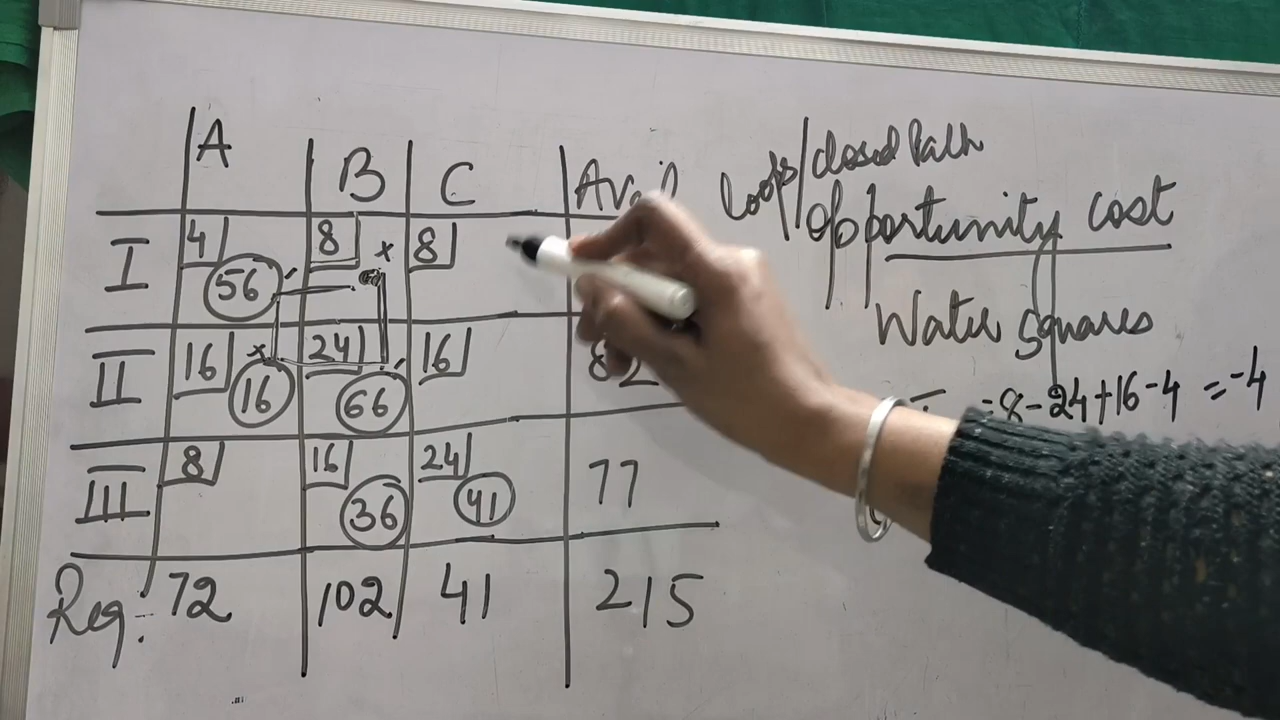 A B C Avail
I 4 56 8 × 8
II 16 × 16 24 66 16 82
III 8 16 36 24 41 77
Req. 72 102 41 215
loops/closed Path
opportunity cost
Water squares
= 8-24+16-4 = -4